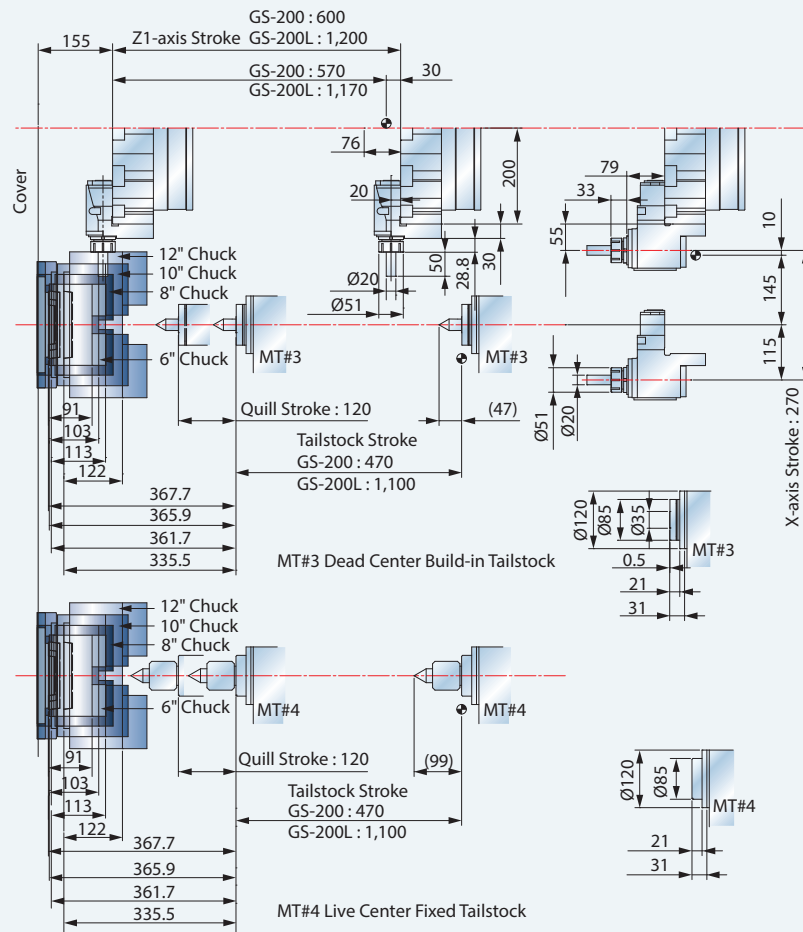 GS-200 : 600
155
Z1-axis Stroke GS-200L : 1,200
GS-200 : 570
30
GS-200L : 1,170
76
200
79
33
20
10
Cover
55
12" Chuck
10" Chuck
8" Chuck
50
28.8
30
Ø20
145
Ø51
MT#3
MT#3
6" Chuck
115
91
Quill Stroke : 120
(47)
Ø51
Ø20
103
113
Tailstock Stroke
GS-200 : 470
GS-200L : 1,100
122
X-axis Stroke : 270
367.7
365.9
361.7
335.5
Ø120
Ø85
Ø35
MT#3
0.5
21
31
MT#3 Dead Center Build-in Tailstock
12" Chuck
10" Chuck
8" Chuck
6" Chuck
MT#4
MT#4
91
Quill Stroke : 120
(99)
103
113
Tailstock Stroke
GS-200 : 470
GS-200L : 1,100
122
367.7
365.9
361.7
335.5
Ø120
Ø85
MT#4
21
31
MT#4 Live Center Fixed Tailstock